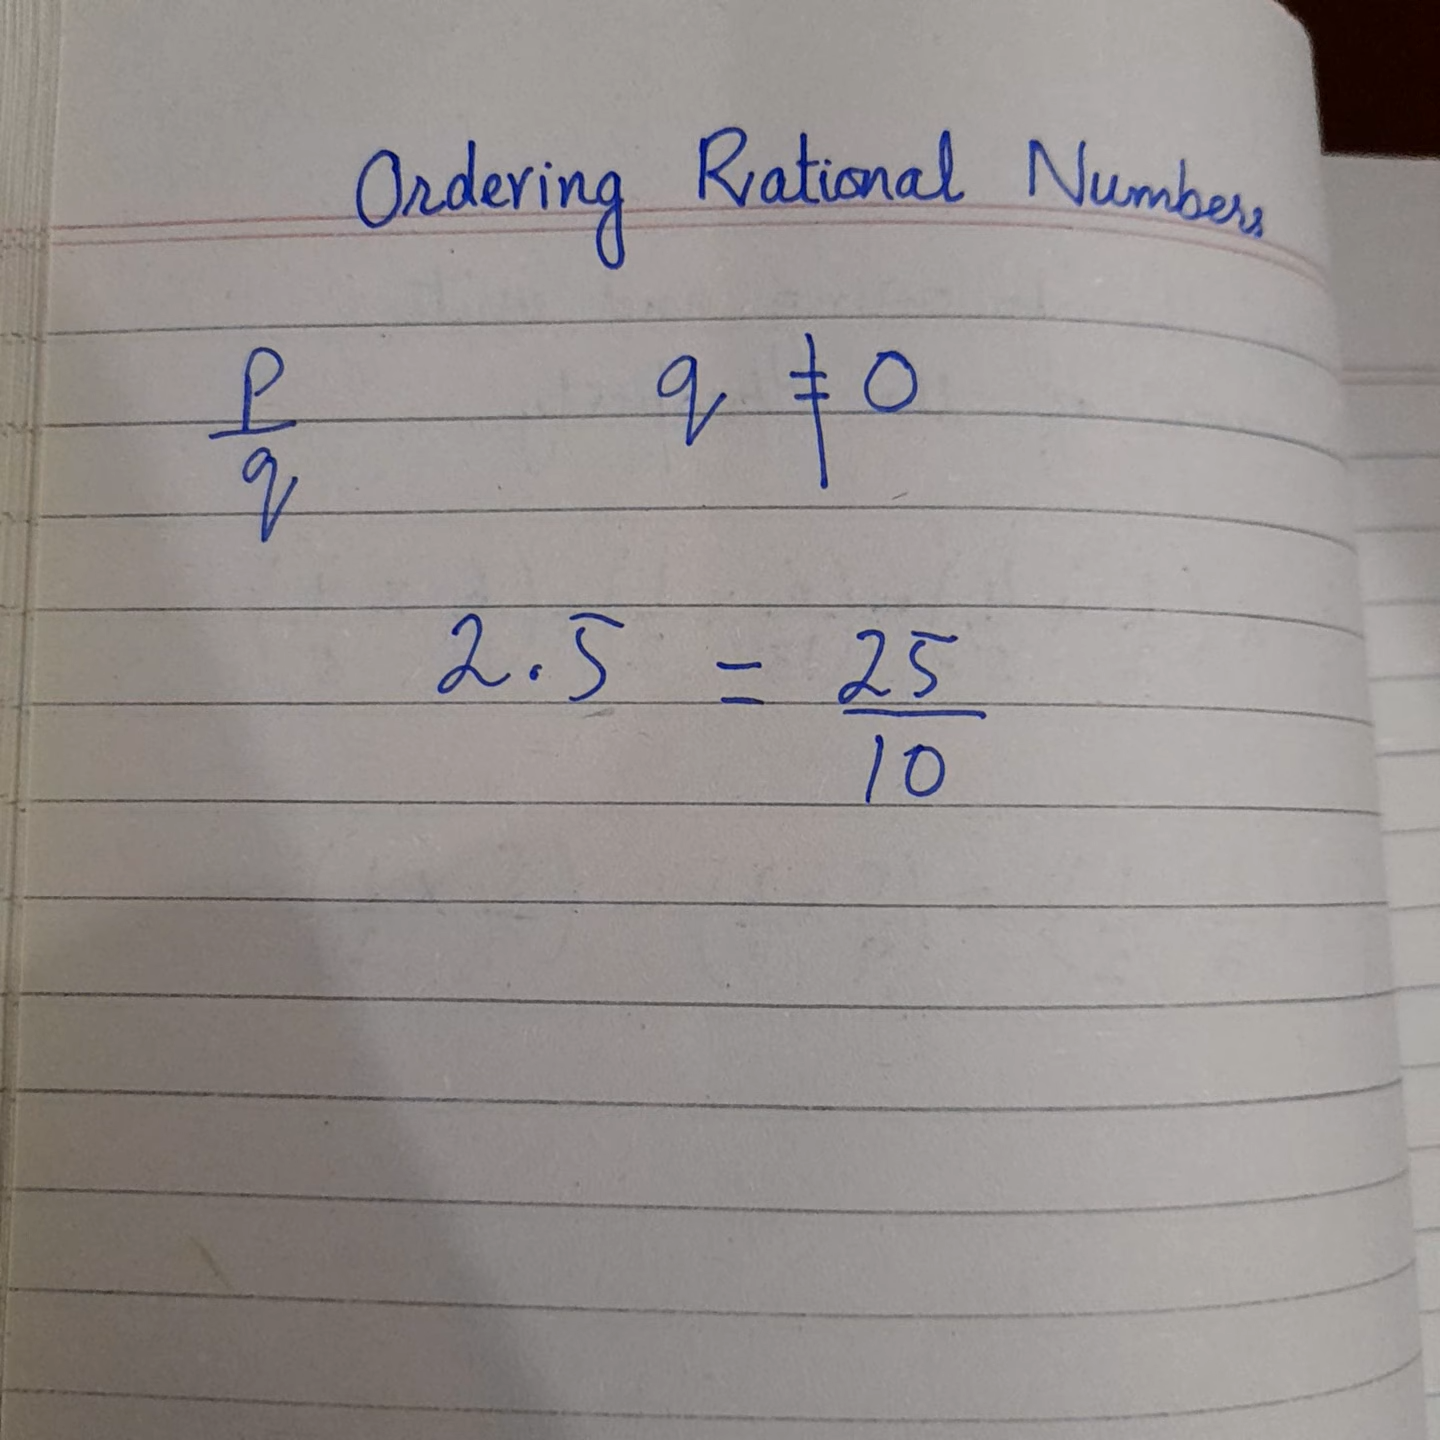 Ordering Rational Numbers
p/q q ≠ 0
2.5 = 25/10